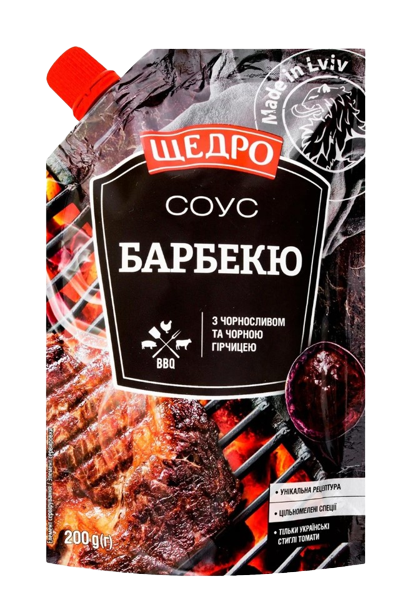 Made in Lviv
ЩЕДРО
СОУС
БАРБЕКЮ
З ЧОРНОСЛИВОМ
ТА ЧОРНОЮ
ГІРЧИЦЕЮ
BBQ
• УНІКАЛЬНА РЕЦЕПТУРА
• ЦІЛЬНОМЕЛЕНІ СПЕЦІЇ
• ТІЛЬКИ УКРАЇНСЬКІ
СТИГЛІ ТОМАТИ
200 g(г)